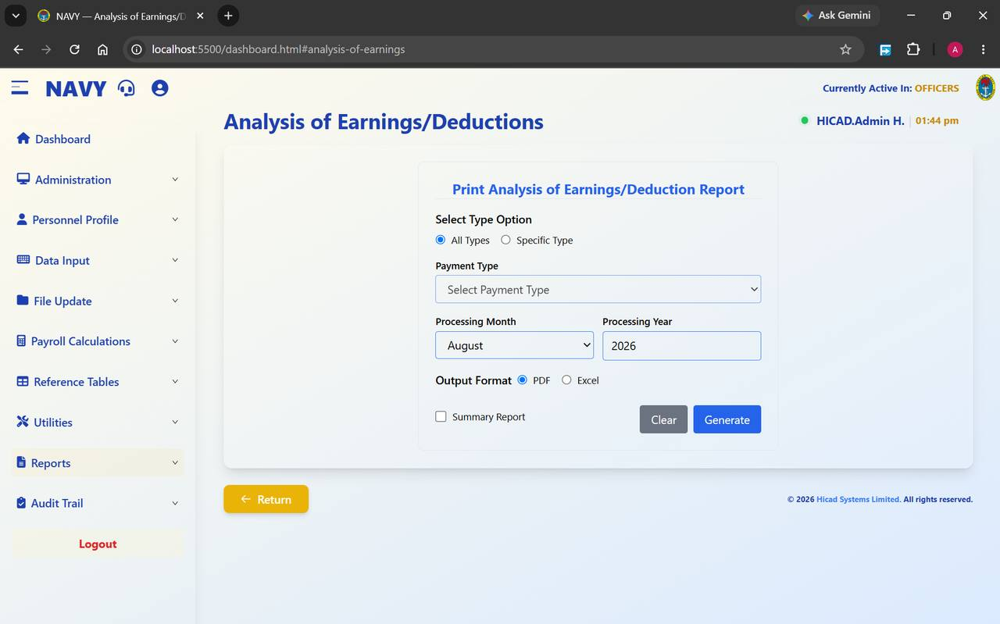 NAVY — Analysis of Earnings/D
Ask Gemini
localhost:5500/dashboard.html#analysis-of-earnings
A
NAVY
Currently Active In: OFFICERS
Analysis of Earnings/Deductions
HICAD.Admin H. | 01:44 pm
Dashboard
Administration
Personnel Profile
Data Input
File Update
Payroll Calculations
Reference Tables
Utilities
Reports
Audit Trail
Logout
Print Analysis of Earnings/Deduction Report
Select Type Option
All Types Specific Type
Payment Type
Select Payment Type
Processing Month Processing Year
August 2026
Output Format PDF Excel
Summary Report Clear Generate
Return
© 2026 Hicad Systems Limited. All rights reserved.